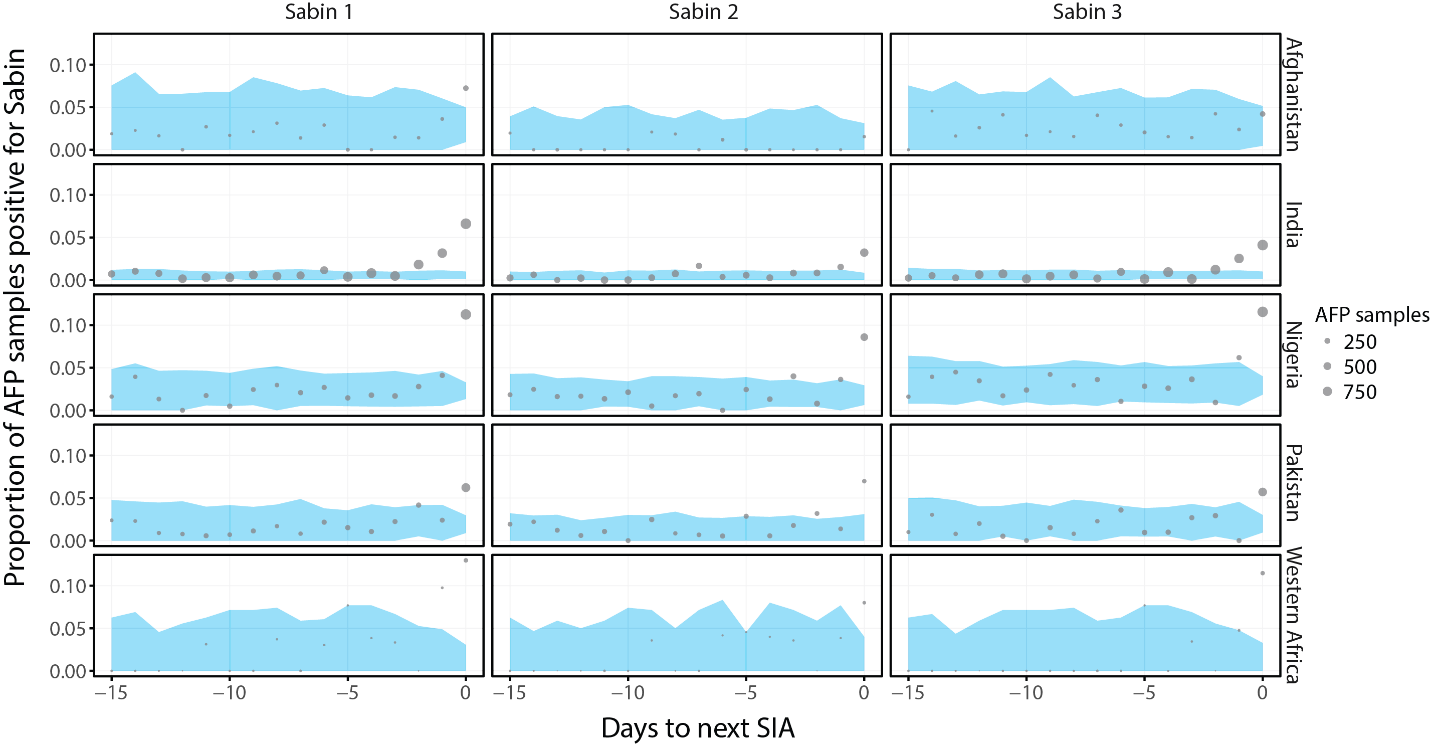 Sabin 1 Sabin 2 Sabin 3
Proportion of AFP samples positive for Sabin
0.10
0.05
0.00
Afghanistan
0.10
0.05
0.00
India
0.10
0.05
0.00
Nigeria
0.10
0.05
0.00
Pakistan
0.10
0.05
0.00
Western Africa
−15 −10 −5 0 −15 −10 −5 0 −15 −10 −5 0
Days to next SIA
AFP samples
250
500
750